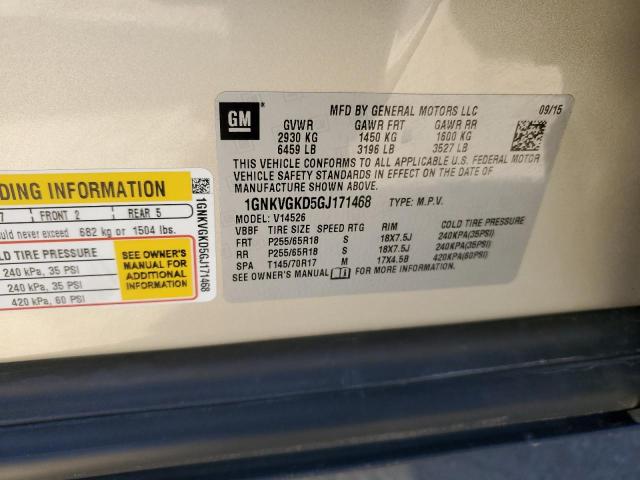 GM
MFD BY GENERAL MOTORS LLC 09/15
GVWR GAWR FRT GAWR RR
2930 KG 1450 KG 1600 KG
6459 LB 3196 LB 3527 LB
THIS VEHICLE CONFORMS TO ALL APPLICABLE U.S. FEDERAL MOTOR
VEHICLE SAFETY STANDARDS IN EFFECT ON THE DATE OF
MANUFACTURE SHOWN ABOVE.
1GNKVGKD5GJ171468 TYPE: M.P.V.
MODEL: V14526
VBBF TIRE SIZE SPEED RTG RIM COLD TIRE PRESSURE
FRT P255/65R18 S 18X7.5J 240KPA(35PSI)
RR P255/65R18 S 18X7.5J 240KPA(35PSI)
SPA T145/70R17 M 17X4.5B 420KPA(60PSI)
SEE OWNER'S MANUAL FOR MORE INFORMATION.
DING INFORMATION
7 FRONT 2 REAR 5
ould never exceed 682 kg or 1504 lbs.
LD TIRE PRESSURE
240 kPa, 35 PSI
240 kPa, 35 PSI
420 kPa, 60 PSI
SEE OWNER'S
MANUAL FOR
ADDITIONAL
INFORMATION
1GNKVGKD5GJ171468